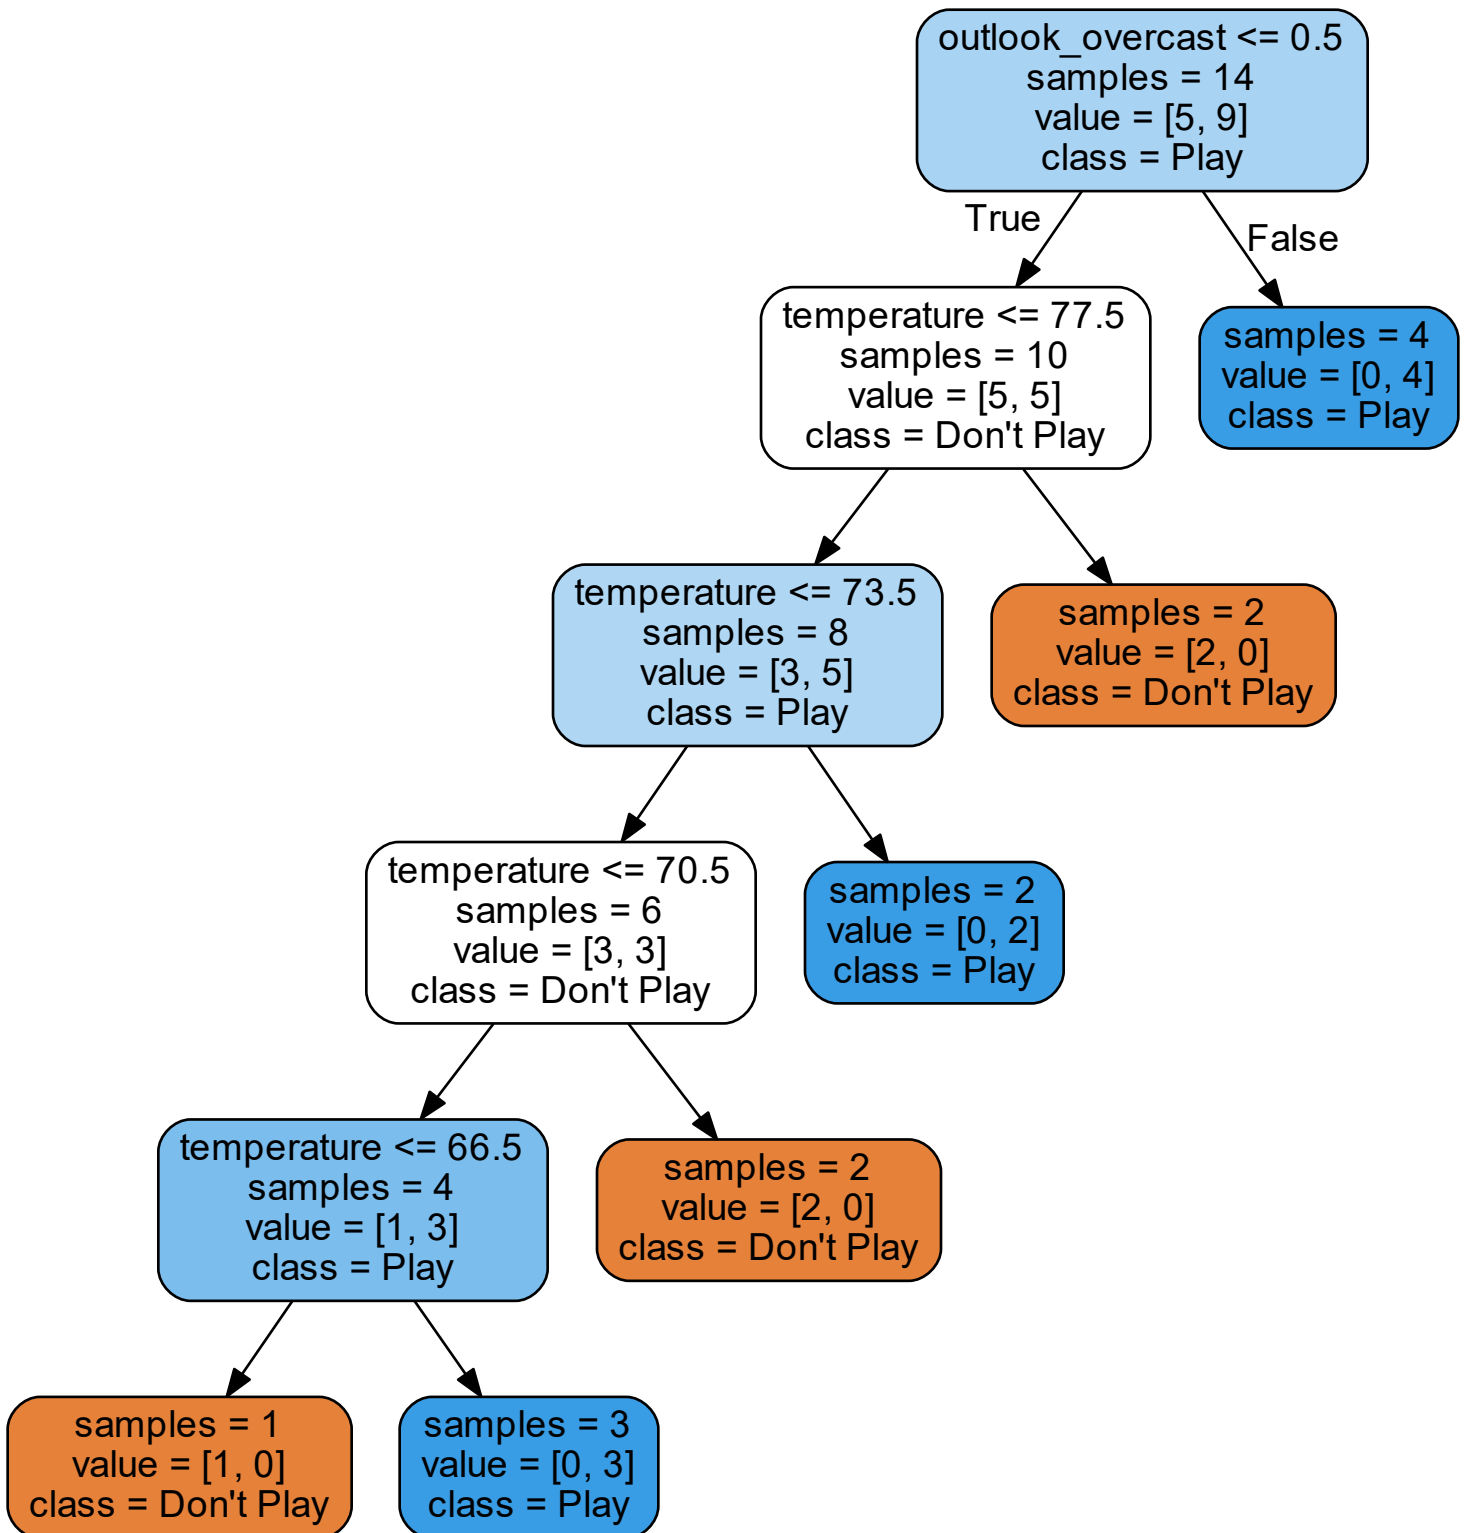 outlook_overcast <= 0.5
samples = 14
value = [5, 9]
class = Play
True
False
temperature <= 77.5
samples = 10
value = [5, 5]
class = Don't Play
samples = 4
value = [0, 4]
class = Play
temperature <= 73.5
samples = 8
value = [3, 5]
class = Play
samples = 2
value = [2, 0]
class = Don't Play
temperature <= 70.5
samples = 6
value = [3, 3]
class = Don't Play
samples = 2
value = [0, 2]
class = Play
temperature <= 66.5
samples = 4
value = [1, 3]
class = Play
samples = 2
value = [2, 0]
class = Don't Play
samples = 1
value = [1, 0]
class = Don't Play
samples = 3
value = [0, 3]
class = Play